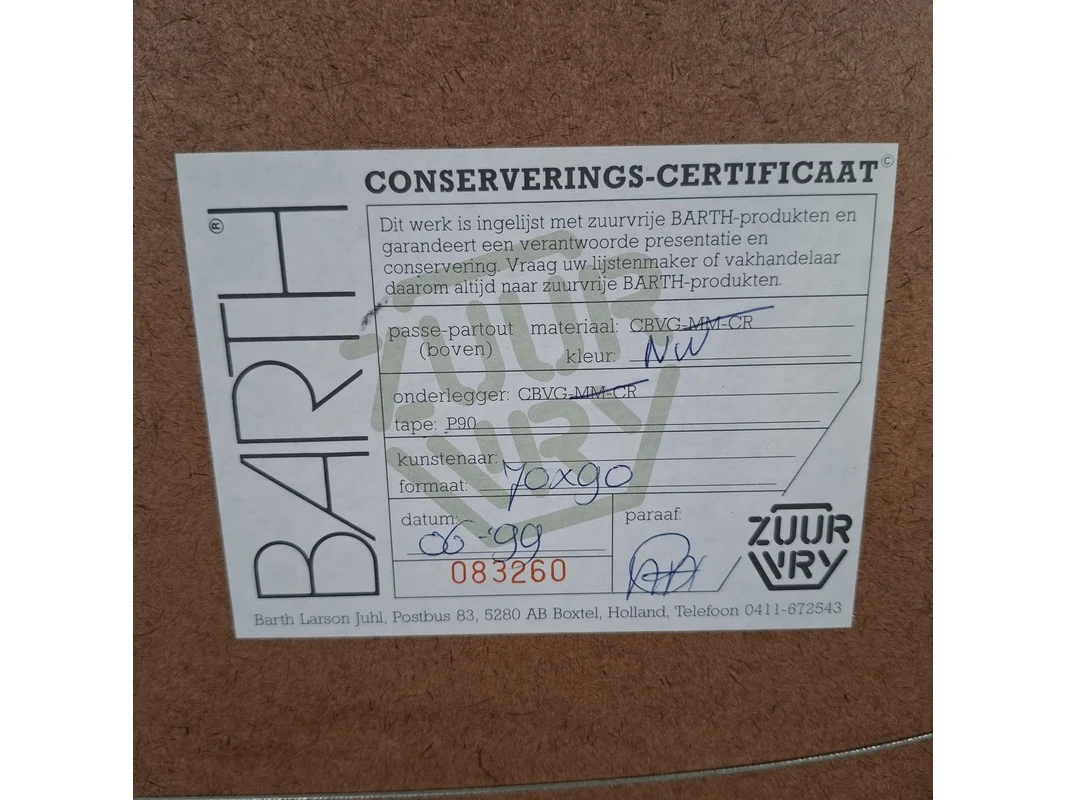 CONSERVERINGS-CERTIFICAAT©
BARTH®
Dit werk is ingelijst met zuurvrije BARTH-produkten en
garandeert een verantwoorde presentatie en
conservering. Vraag uw lijstenmaker of vakhandelaar
daarom altijd naar zuurvrije BARTH-produkten.
passe-partout materiaal: CBVG-MM-CR
(boven) kleur: NW
onderlegger: CBVG-MM-CR
tape: P90
kunstenaar:
formaat: 70x90
datum: 06-'99
paraaf:
083260
ZUUR
VRY
ZUUR
VRY
Barth Larson Juhl, Postbus 83, 5280 AB Boxtel, Holland, Telefoon 0411-672543